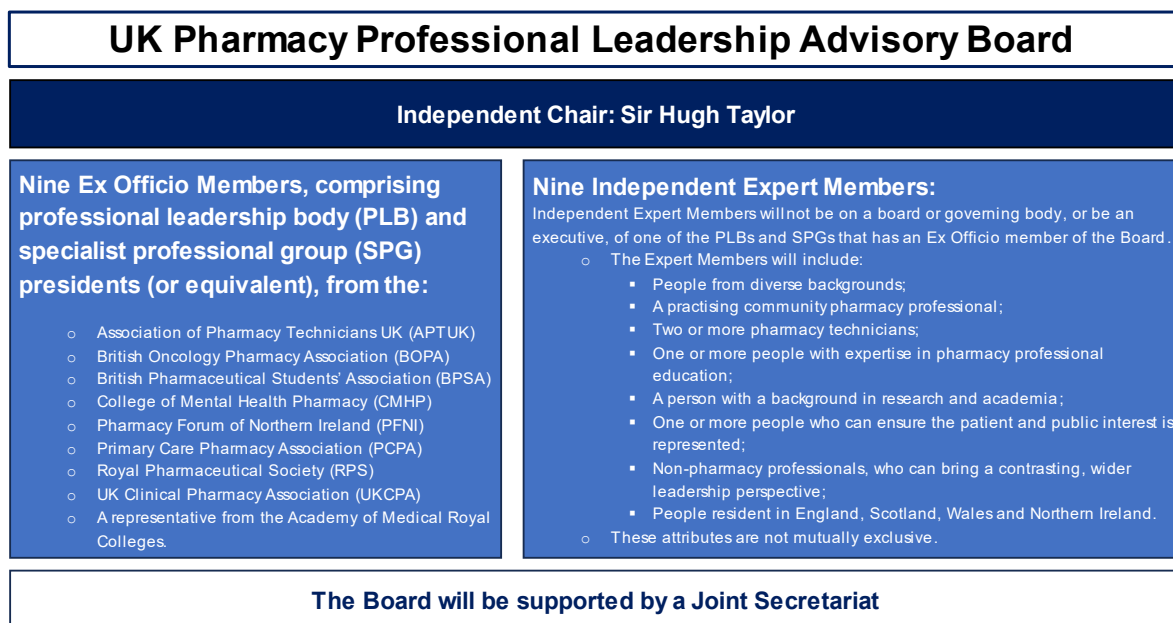 UK Pharmacy Professional Leadership Advisory Board
Independent Chair: Sir Hugh Taylor
Nine Ex Officio Members, comprising
professional leadership body (PLB) and
specialist professional group (SPG)
presidents (or equivalent), from the:
o Association of Pharmacy Technicians UK (APTUK)
o British Oncology Pharmacy Association (BOPA)
o British Pharmaceutical Students' Association (BPSA)
o College of Mental Health Pharmacy (CMHP)
o Pharmacy Forum of Northern Ireland (PFNI)
o Primary Care Pharmacy Association (PCPA)
o Royal Pharmaceutical Society (RPS)
o UK Clinical Pharmacy Association (UKCPA)
o A representative from the Academy of Medical Royal
Colleges.
Nine Independent Expert Members:
Independent Expert Members will not be on a board or governing body, or be an
executive, of one of the PLBs and SPGs that has an Ex Officio member of the Board.
o The Expert Members will include:
▪ People from diverse backgrounds;
▪ A practising community pharmacy professional;
▪ Two or more pharmacy technicians;
▪ One or more people with expertise in pharmacy professional
education;
▪ A person with a background in research and academia;
▪ One or more people who can ensure the patient and public interest is
represented;
▪ Non-pharmacy professionals, who can bring a contrasting, wider
leadership perspective;
▪ People resident in England, Scotland, Wales and Northern Ireland.
o These attributes are not mutually exclusive.
The Board will be supported by a Joint Secretariat